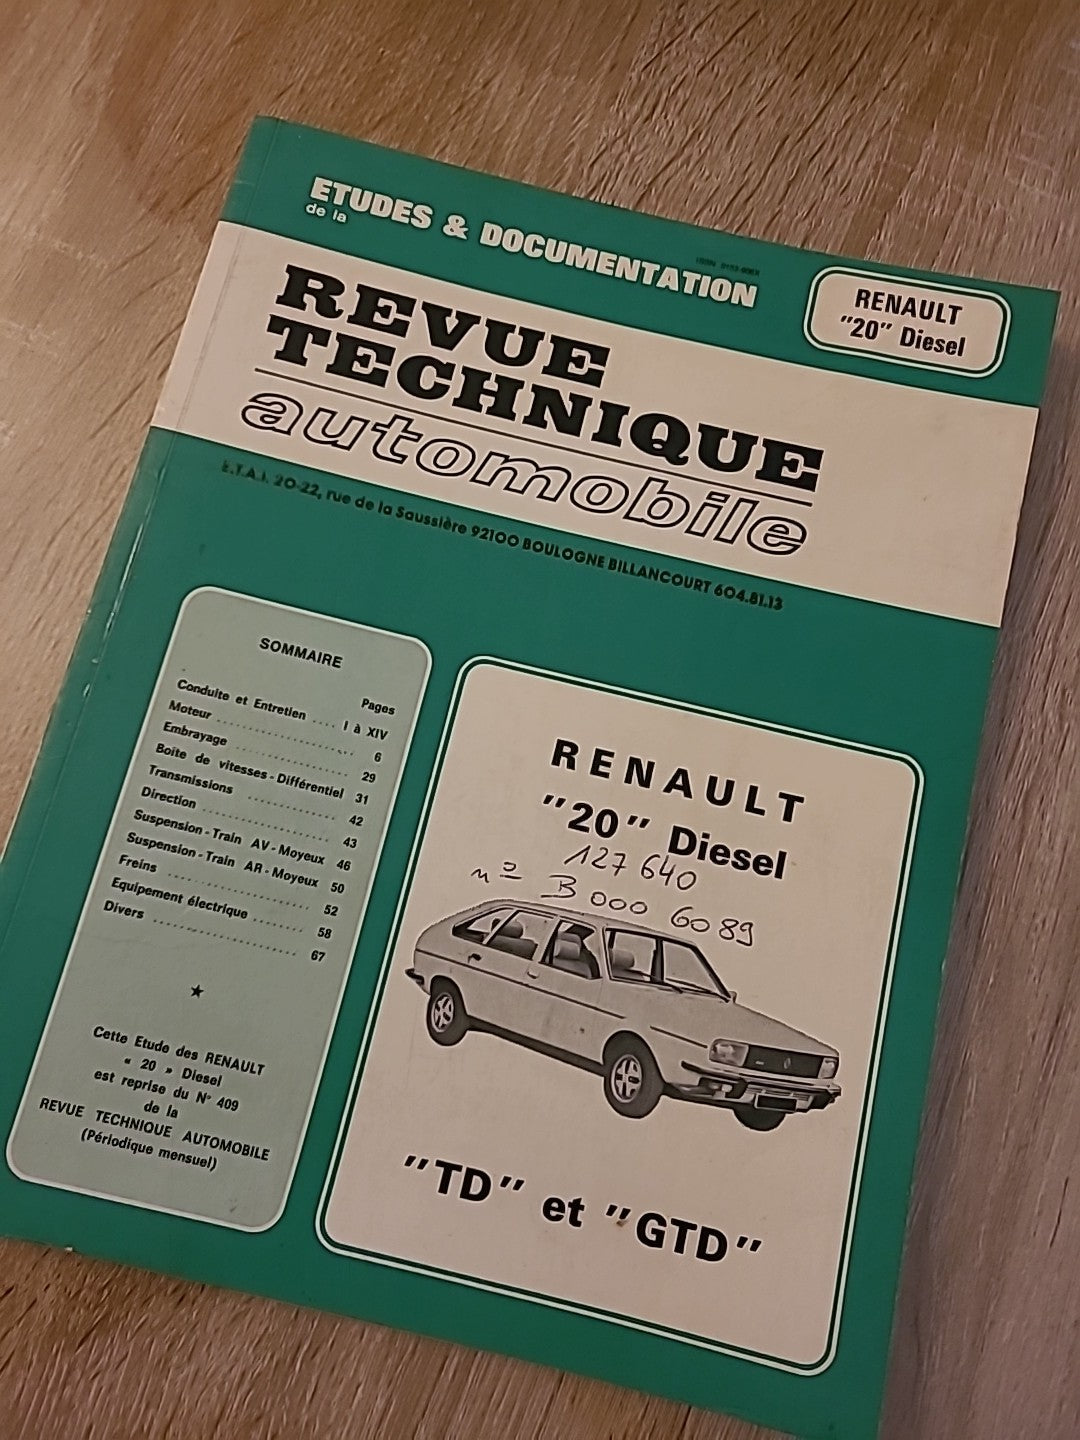 ETUDES & DOCUMENTATION
de la
RENAULT
"20" Diesel
REVUE
TECHNIQUE
automobile
E.T.A.I. 20-22, rue de la Saussière 92100 BOULOGNE BILLANCOURT 604.81.13
SOMMAIRE
Pages
Conduite et Entretien .... I à XIV
Moteur .................... 6
Embrayage ................ 29
Boîte de vitesses - Différentiel 31
Transmissions ............. 42
Direction .................. 43
Suspension - Train AV - Moyeux 46
Suspension - Train AR - Moyeux 50
Freins .................... 52
Equipement électrique ........ 58
Divers ...................... 67
★
Cette Etude des RENAULT
« 20 » Diesel
est reprise du N° 409
de la
REVUE TECHNIQUE AUTOMOBILE
(Périodique mensuel)
RENAULT
"20" Diesel
127 640
n° B 000 6089
"TD" et "GTD"